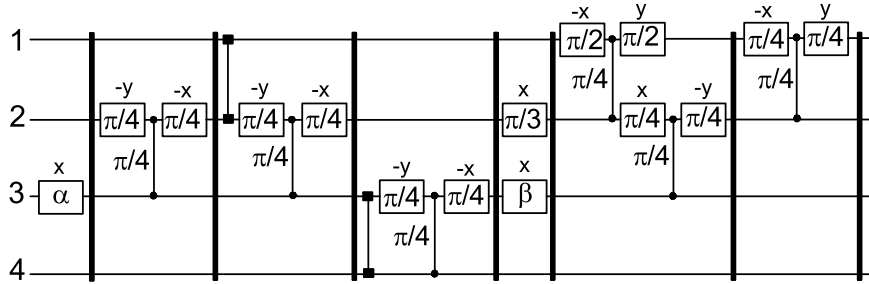 -x y -x y
1 π/2 π/2 π/4 π/4
-y -x -y -x π/4 x -y π/4
2 π/4 π/4 π/4 π/4 x π/3 π/4 π/4
x π/4 π/4 -y -x x π/4
3 α π/4 π/4 β
π/4
4